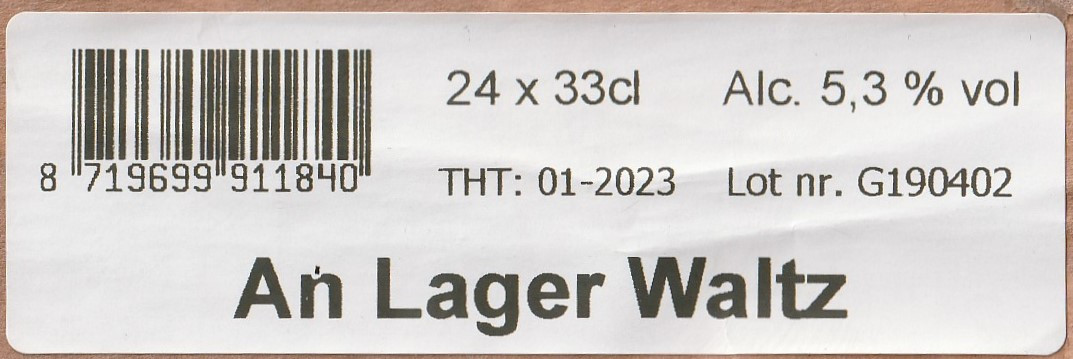 24 x 33cl Alc. 5,3 % vol
8 719699 911840
THT: 01-2023 Lot nr. G190402
An Lager Waltz